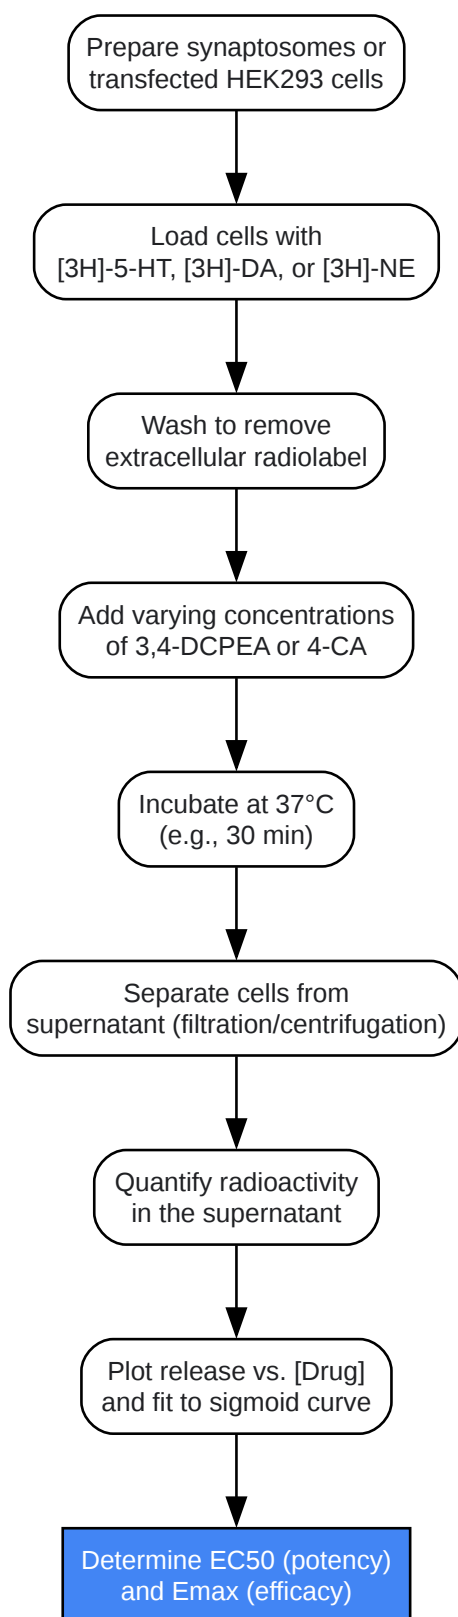 Prepare synaptosomes or
transfected HEK293 cells
Load cells with
[3H]-5-HT, [3H]-DA, or [3H]-NE
Wash to remove
extracellular radiolabel
Add varying concentrations
of 3,4-DCPEA or 4-CA
Incubate at 37°C
(e.g., 30 min)
Separate cells from
supernatant (filtration/centrifugation)
Quantify radioactivity
in the supernatant
Plot release vs. [Drug]
and fit to sigmoid curve
Determine EC50 (potency)
and Emax (efficacy)